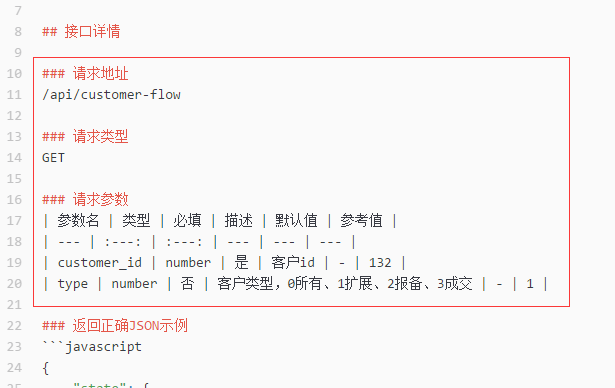 7
8 ## 接口详情
9
10 ### 请求地址
11 /api/customer-flow
12
13 ### 请求类型
14 GET
15
16 ### 请求参数
17 | 参数名 | 类型 | 必填 | 描述 | 默认值 | 参考值 |
18 | --- | :---: | :---: | --- | --- | --- |
19 | customer_id | number | 是 | 客户id | - | 132 |
20 | type | number | 否 | 客户类型，0所有、1扩展、2报备、3成交 | - | 1 |
21
22 ### 返回正确JSON示例
23 ```javascript
24 {
25 "state": {